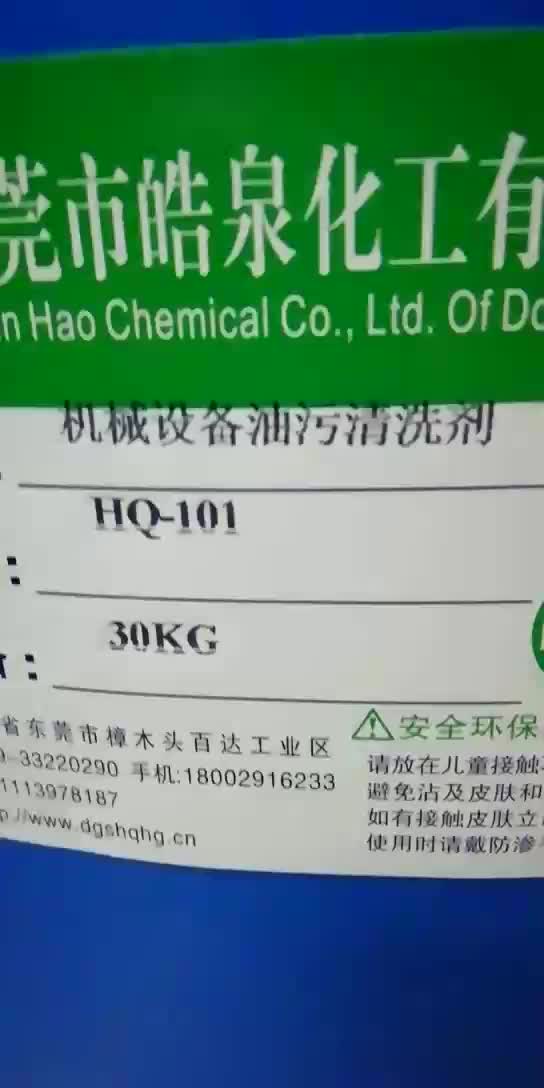 莞市皓泉化工有
n Hao Chemical Co., Ltd. Of Do
机械设备油污清洗剂
HQ-101
:
30KG
:
省东莞市樟木头百达工业区
9-33220290 手机:18002916233
1113978187
p://www.dgshqhg.cn
安全环保
请放在儿童接触
避免沾及皮肤和
如有接触皮肤立
使用时请戴防渗